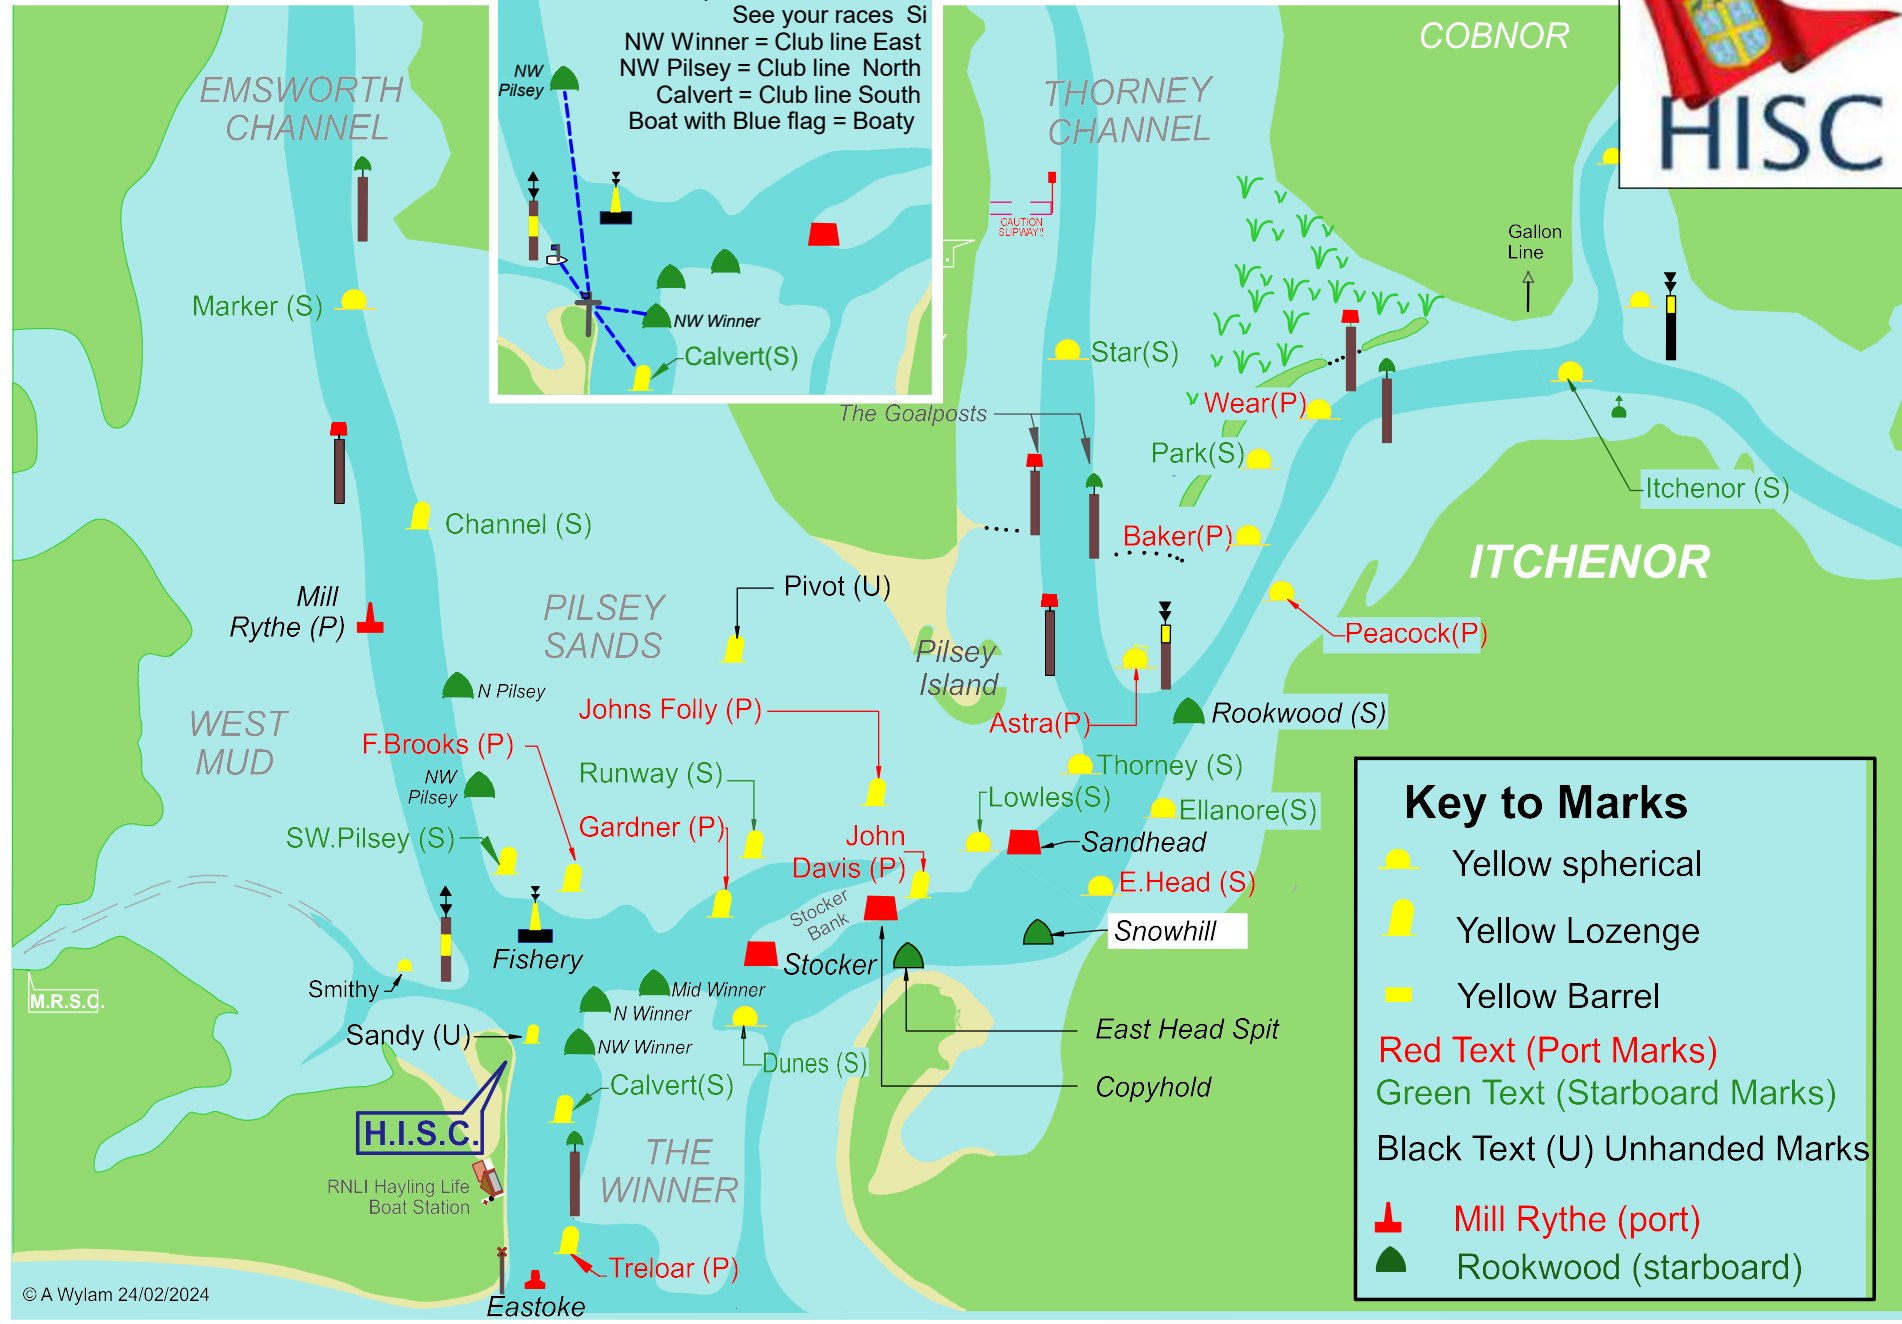 See your races Si
NW Winner = Club line East
NW Pilsey = Club line North
Calvert = Club line South
Boat with Blue flag = Boaty
NW
Pilsey
NW Winner
Calvert(S)
COBNOR
HISC
EMSWORTH
CHANNEL
THORNEY
CHANNEL
CAUTION
SLIPWAY!!
Gallon
Line
Marker (S)
Star(S)
The Goalposts
Wear(P)
Park(S)
Itchenor (S)
Channel (S)
Baker(P)
ITCHENOR
Mill
Rythe (P)
PILSEY
SANDS
Pivot (U)
Peacock(P)
Pilsey
Island
N Pilsey
Johns Folly (P)
Astra(P)
Rookwood (S)
WEST
MUD
F.Brooks (P)
NW
Pilsey
Runway (S)
Thorney (S)
Lowles(S)
Ellanore(S)
SW.Pilsey (S)
Gardner (P)
John
Davis (P)
Sandhead
E.Head (S)
Stocker
Bank
Snowhill
Fishery
Stocker
Smithy
M.R.S.C.
Mid Winner
N Winner
Sandy (U)
NW Winner
Dunes (S)
East Head Spit
Calvert(S)
Copyhold
H.I.S.C.
THE
WINNER
RNLI Hayling Life
Boat Station
Treloar (P)
Eastoke
© A Wylam 24/02/2024
Key to Marks
Yellow spherical
Yellow Lozenge
Yellow Barrel
Red Text (Port Marks)
Green Text (Starboard Marks)
Black Text (U) Unhanded Marks
Mill Rythe (port)
Rookwood (starboard)